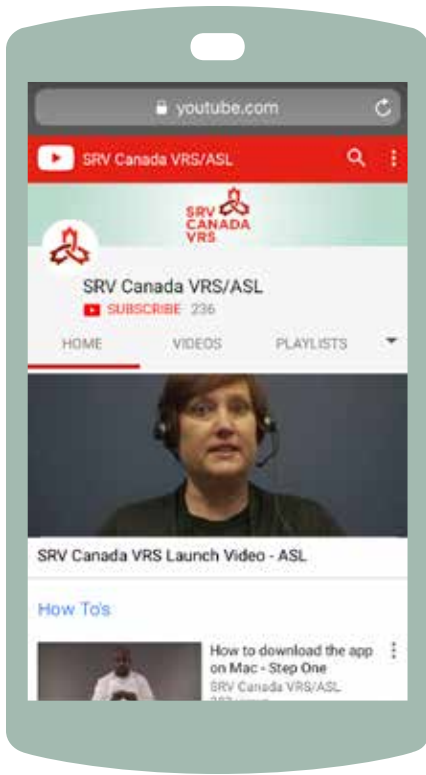 youtube.com
SRV Canada VRS/ASL
SRV
CANADA
VRS
SRV Canada VRS/ASL
SUBSCRIBE 236
HOME VIDEOS PLAYLISTS
SRV Canada VRS Launch Video - ASL
How To's
How to download the app
on Mac - Step One
SRV Canada VRS/ASL